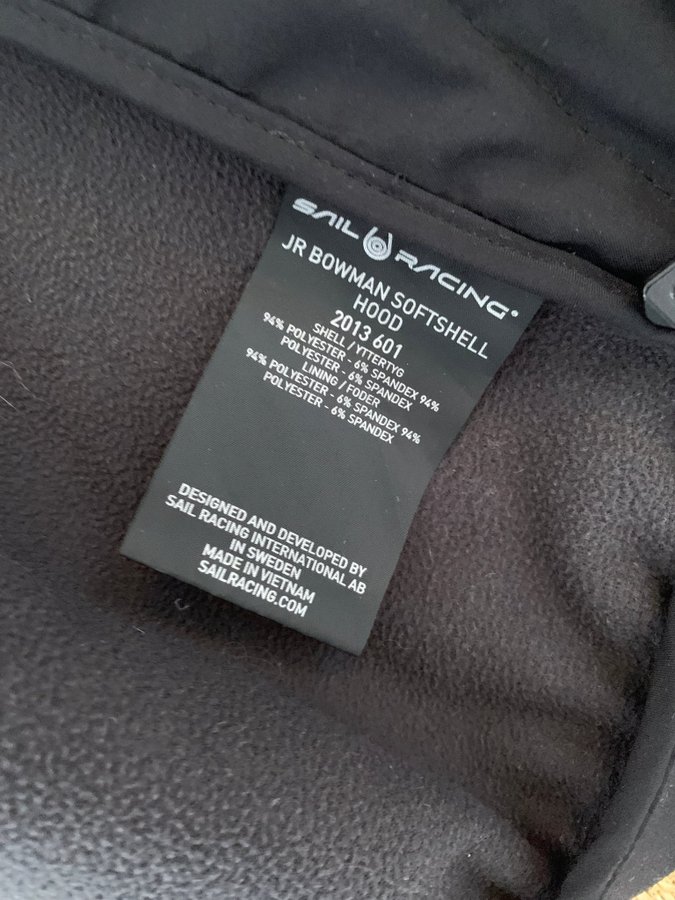 SAIL RACING
JR BOWMAN SOFTSHELL
HOOD
2013 601
SHELL / YTTERTYG
94% POLYESTER - 6% SPANDEX 94%
POLYESTER - 6% SPANDEX
LINING / FODER
94% POLYESTER - 6% SPANDEX 94%
POLYESTER - 6% SPANDEX
DESIGNED AND DEVELOPED BY
SAIL RACING INTERNATIONAL AB
IN SWEDEN
MADE IN VIETNAM
SAILRACING.COM